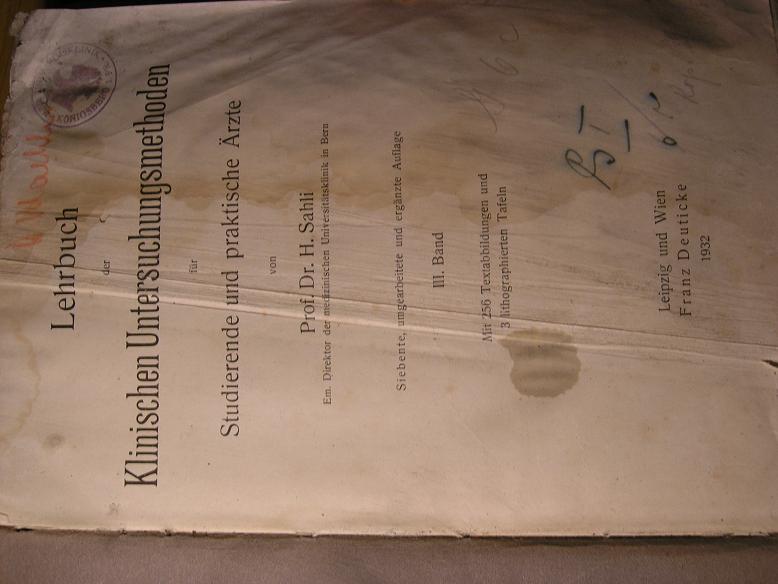 Lehrbuch
der
Klinischen Untersuchungsmethoden
für
Studierende und praktische Ärzte
von
Prof. Dr. H. Sahli
Em. Direktor der medizinischen Universitätsklinik in Bern
Siebente, umgearbeitete und ergänzte Auflage
III. Band
Mit 256 Textabbildungen und
3 lithographierten Tafeln
Leipzig und Wien
Franz Deuticke
1932